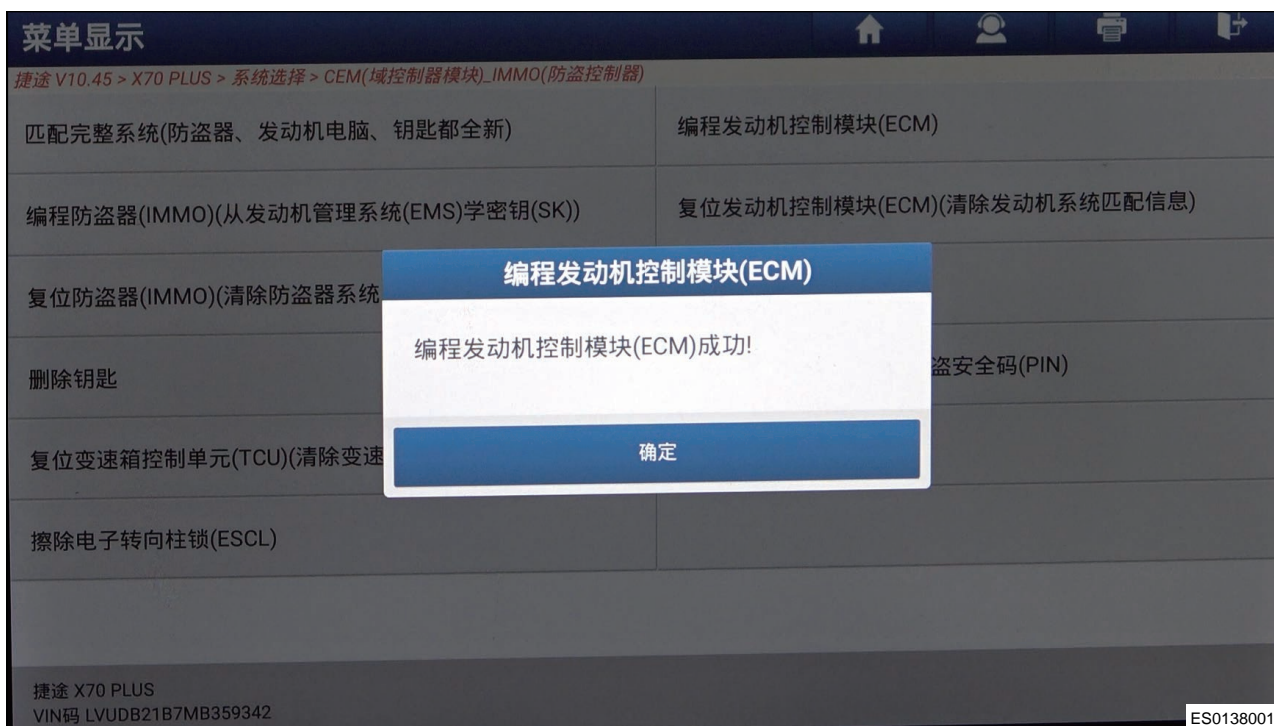 菜单显示
捷途 V10.45 > X70 PLUS > 系统选择 > CEM(域控制器模块)_IMMO(防盗控制器)
匹配完整系统(防盗器、发动机电脑、钥匙都全新)
编程发动机控制模块(ECM)
编程防盗器(IMMO)(从发动机管理系统(EMS)学密钥(SK))
复位发动机控制模块(ECM)(清除发动机系统匹配信息)
复位防盗器(IMMO)(清除防盗器系统
编程发动机控制模块(ECM)
编程发动机控制模块(ECM)成功!
删除钥匙
盗安全码(PIN)
复位变速箱控制单元(TCU)(清除变速
确定
擦除电子转向柱锁(ESCL)
捷途 X70 PLUS
VIN码 LVUDB21B7MB359342
ES0138001